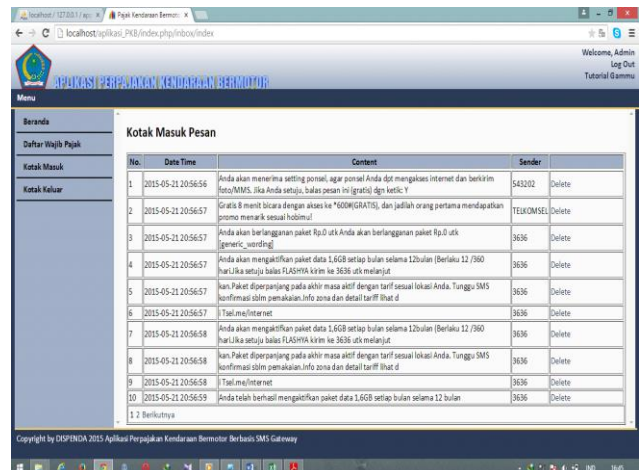 localhost / 127.0.0.1 / apl
Pajak Kendaraan Bermoto
localhost/aplikasi_PKB/index.php/inbox/index
Welcome, Admin
Log Out
Tutorial Gammu
APLIKASI PERPAJAKAN KENDARAAN BERMOTOR
Menu
Beranda
Daftar Wajib Pajak
Kotak Masuk
Kotak Keluar
Kotak Masuk Pesan
No. Date Time Content Sender
1 2015-05-21 20:56:56 Anda akan menerima setting ponsel, agar ponsel Anda dpt mengakses internet dan berkirim
foto/MMS. Jika Anda setuju, balas pesan ini (gratis) dgn ketik: Y 543202 Delete
2 2015-05-21 20:56:57 Gratis 8 menit bicara dengan akses ke *600#(GRATIS), dan jadilah orang pertama mendapatkan
promo menarik sesuai hobimu! TELKOMSEL Delete
3 2015-05-21 20:56:57 Anda akan berlangganan paket Rp.0 utk Anda akan berlangganan paket Rp.0 utk
[generic_wording] 3636 Delete
4 2015-05-21 20:56:57 Anda akan mengaktifkan paket data 1,6GB setiap bulan selama 12bulan (Berlaku 12 /360
hari.Jika setuju balas FLASHYA kirim ke 3636 utk melanjut 3636 Delete
5 2015-05-21 20:56:57 kan.Paket diperpanjang pada akhir masa aktif dengan tarif sesuai lokasi Anda. Tunggu SMS
konfirmasi sblm pemakaian.Info zona dan detail tariff lihat d 3636 Delete
6 2015-05-21 20:56:57 i Tsel.me/internet 3636 Delete
7 2015-05-21 20:56:58 Anda akan mengaktifkan paket data 1,6GB setiap bulan selama 12bulan (Berlaku 12 /360
hari.Jika setuju balas FLASHYA kirim ke 3636 utk melanjut 3636 Delete
8 2015-05-21 20:56:58 kan.Paket diperpanjang pada akhir masa aktif dengan tarif sesuai lokasi Anda. Tunggu SMS
konfirmasi sblm pemakaian.Info zona dan detail tariff lihat d 3636 Delete
9 2015-05-21 20:56:58 i Tsel.me/internet 3636 Delete
10 2015-05-21 20:56:59 Anda telah berhasil mengaktifkan paket data 1,6GB setiap bulan selama 12 bulan 3636 Delete
1 2 Berikutnya
Copyright by DISPENDA 2015 Aplikasi Perpajakan Kendaraan Bermotor Berbasis SMS Gateway
IND 16:45